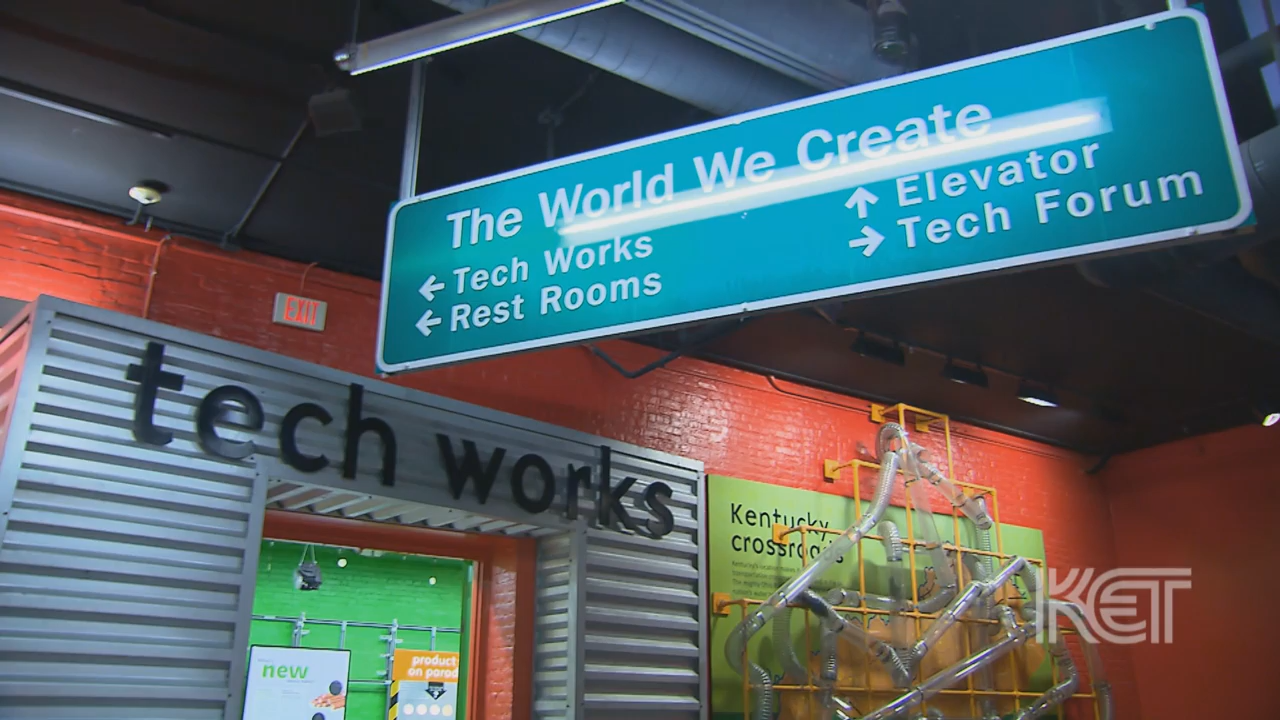 The World We Create
← Tech Works
← Rest Rooms
↑ Elevator
→ Tech Forum
EXIT
tech works
Kentucky
crossroads
new
product
on parad
KET